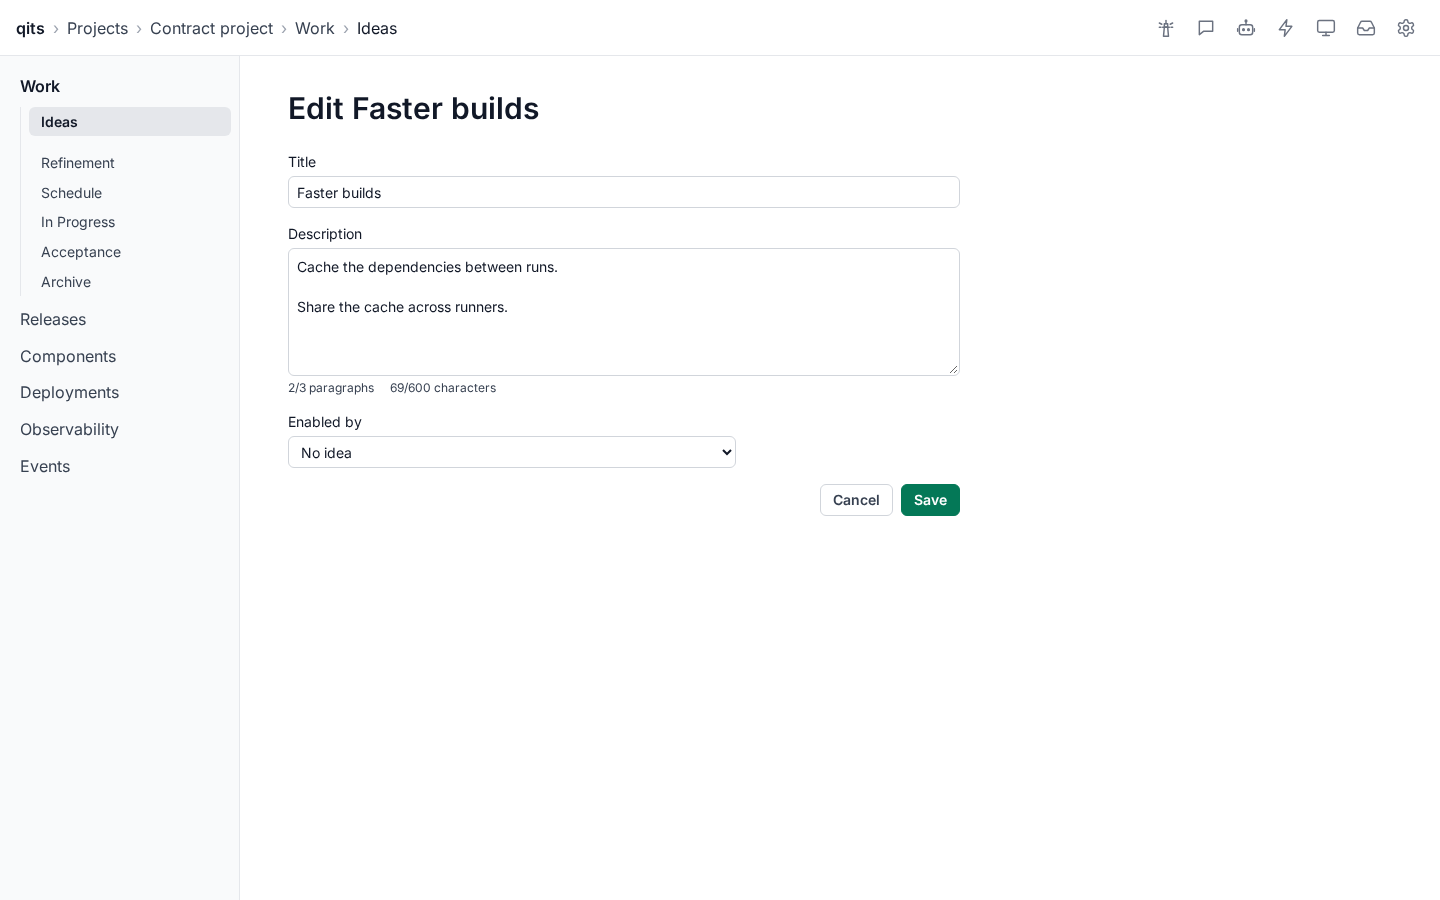 qits › Projects › Contract project › Work › Ideas
Work
Ideas
Refinement
Schedule
In Progress
Acceptance
Archive
Releases
Components
Deployments
Observability
Events
Edit Faster builds
Title
Faster builds
Description
Cache the dependencies between runs.
Share the cache across runners.
2/3 paragraphs 69/600 characters
Enabled by
No idea
Cancel Save